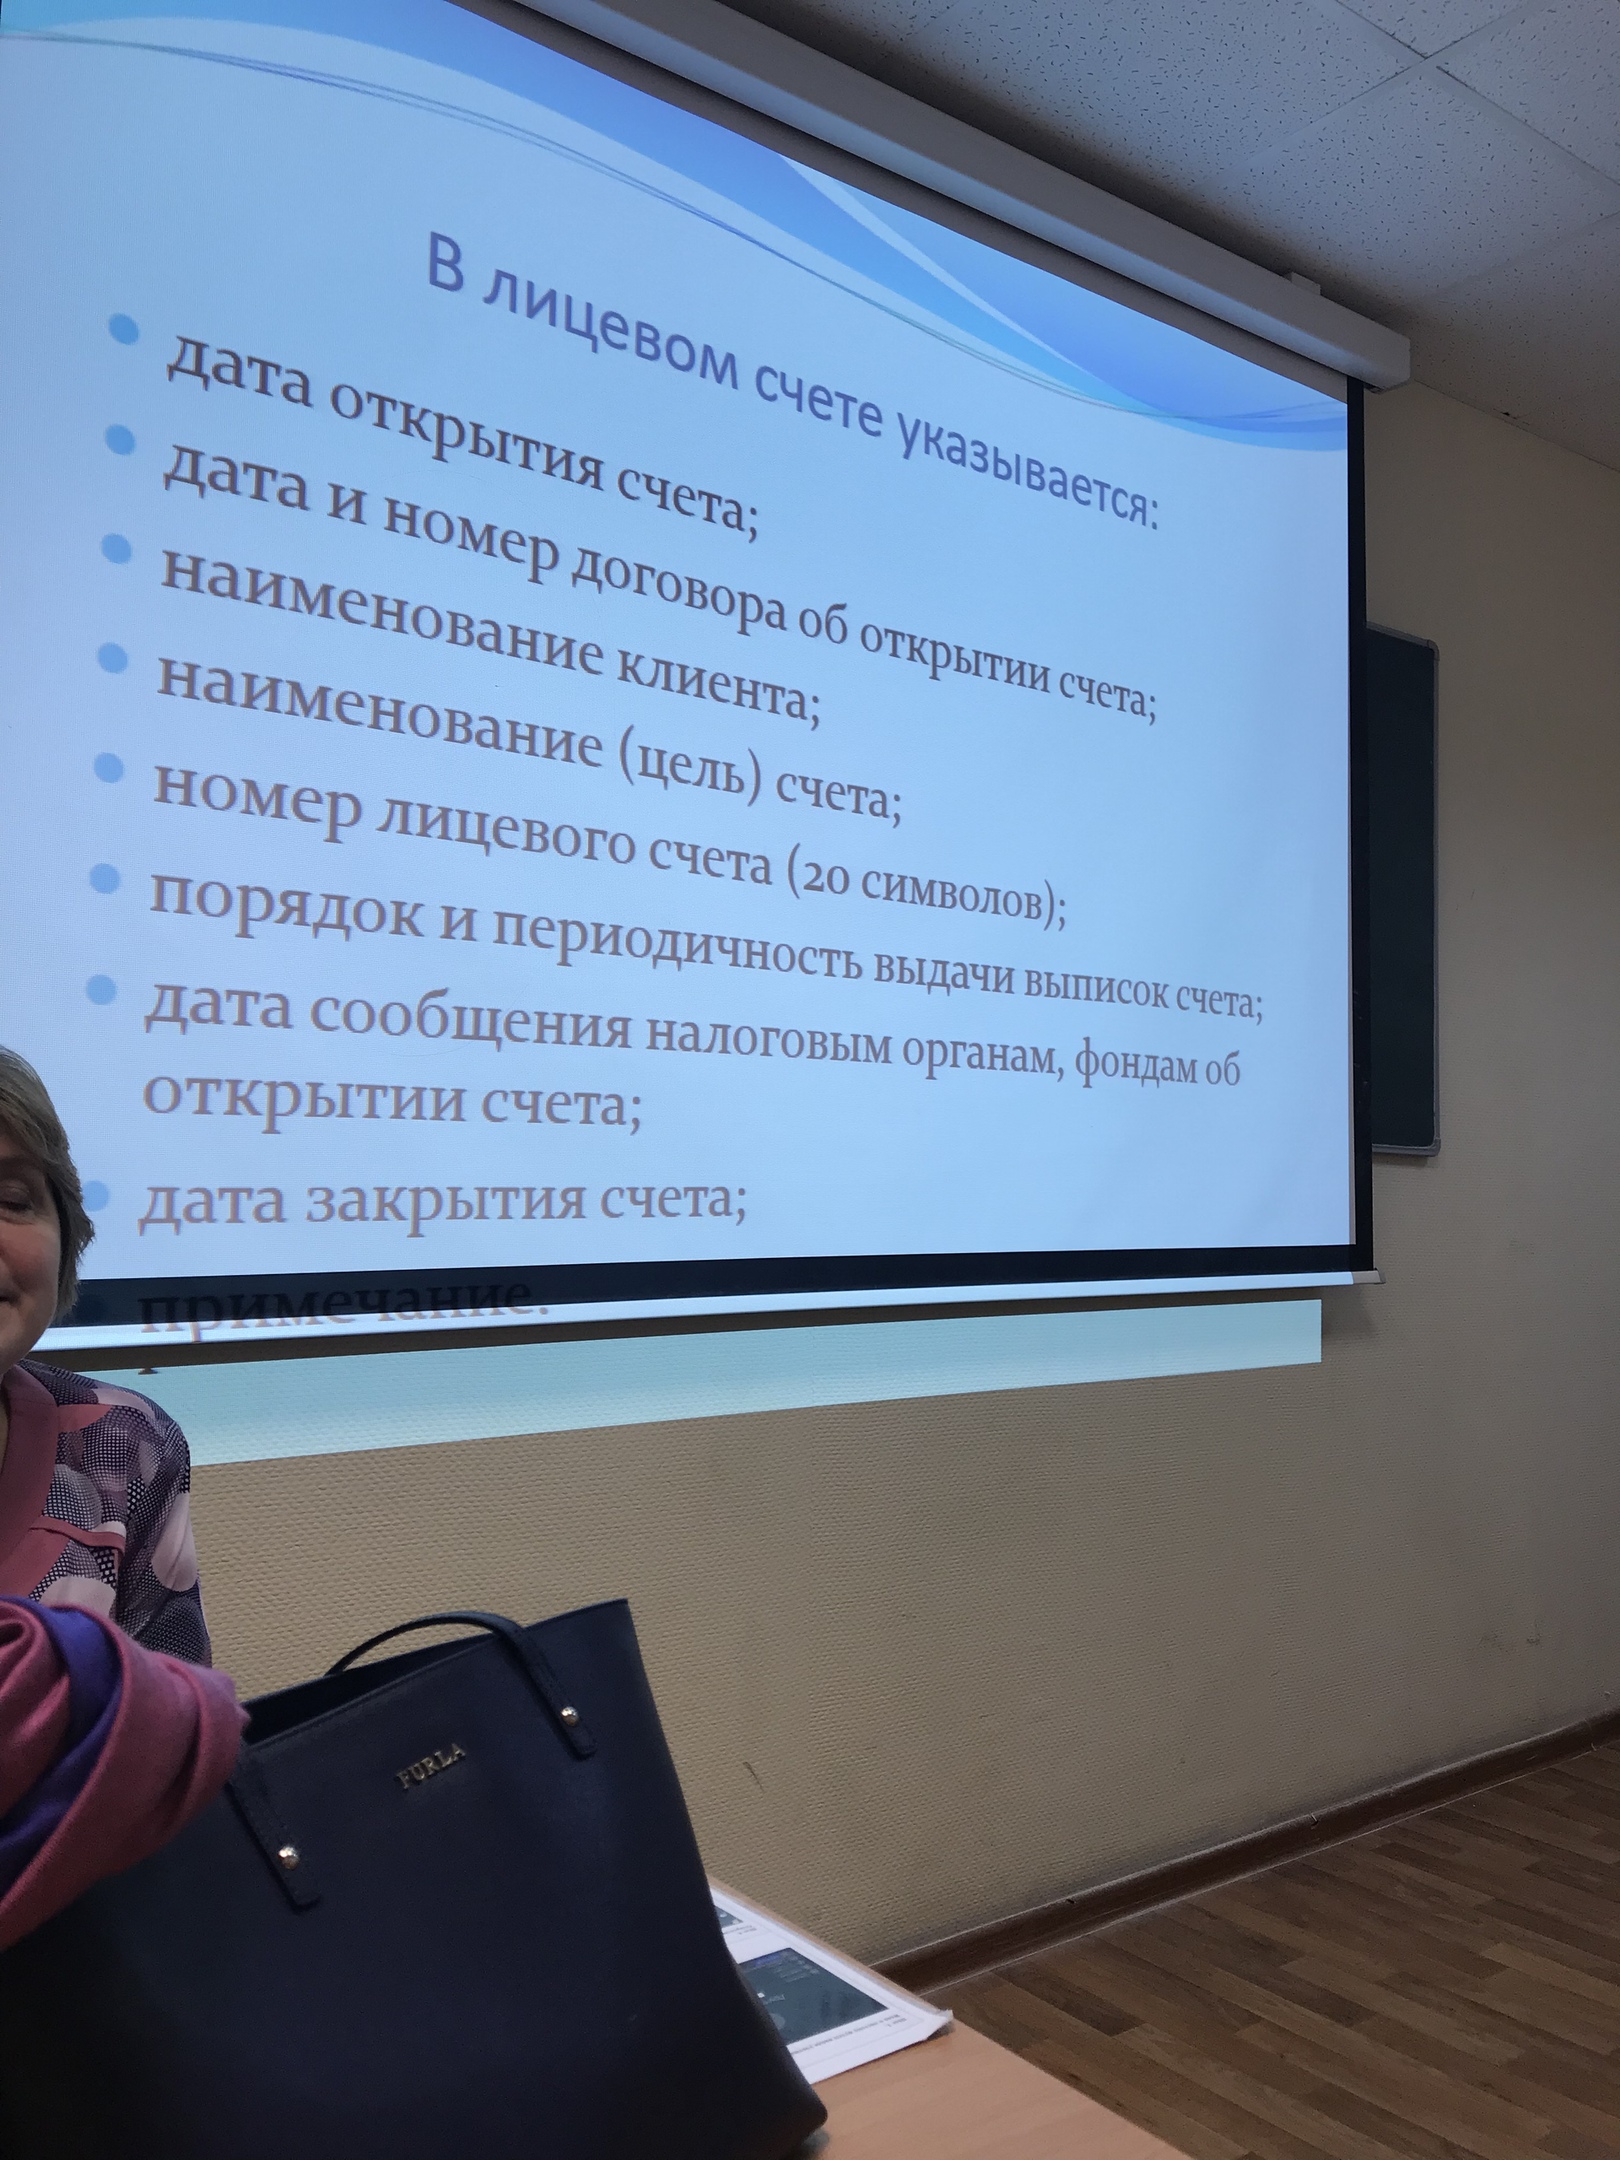 В лицевом счете указывается:
дата открытия счета;
дата и номер договора об открытии счета;
наименование клиента;
наименование (цель) счета;
номер лицевого счета (20 символов);
порядок и периодичность выдачи выписок счета;
дата сообщения налоговым органам, фондам об
открытии счета;
дата закрытия счета;
примечание.
FURLA